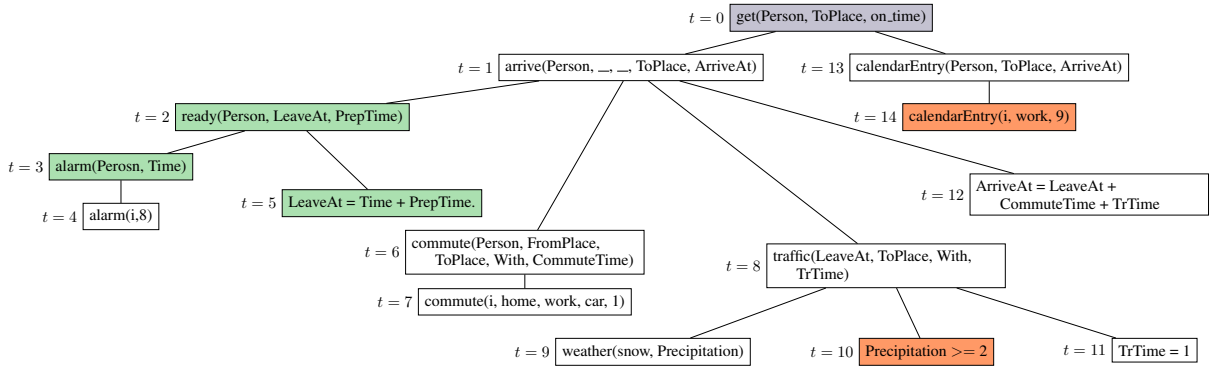 t = 0 get(Person, ToPlace, on_time)
t = 1 arrive(Person, _, _, ToPlace, ArriveAt)
t = 13 calendarEntry(Person, ToPlace, ArriveAt)
t = 2 ready(Person, LeaveAt, PrepTime)
t = 14 calendarEntry(i, work, 9)
t = 3 alarm(Perosn, Time)
t = 4 alarm(i,8)
t = 5 LeaveAt = Time + PrepTime.
t = 12 ArriveAt = LeaveAt +
CommuteTime + TrTime
t = 6 commute(Person, FromPlace,
ToPlace, With, CommuteTime)
t = 7 commute(i, home, work, car, 1)
t = 8 traffic(LeaveAt, ToPlace, With,
TrTime)
t = 9 weather(snow, Precipitation)
t = 10 Precipitation >= 2
t = 11 TrTime = 1